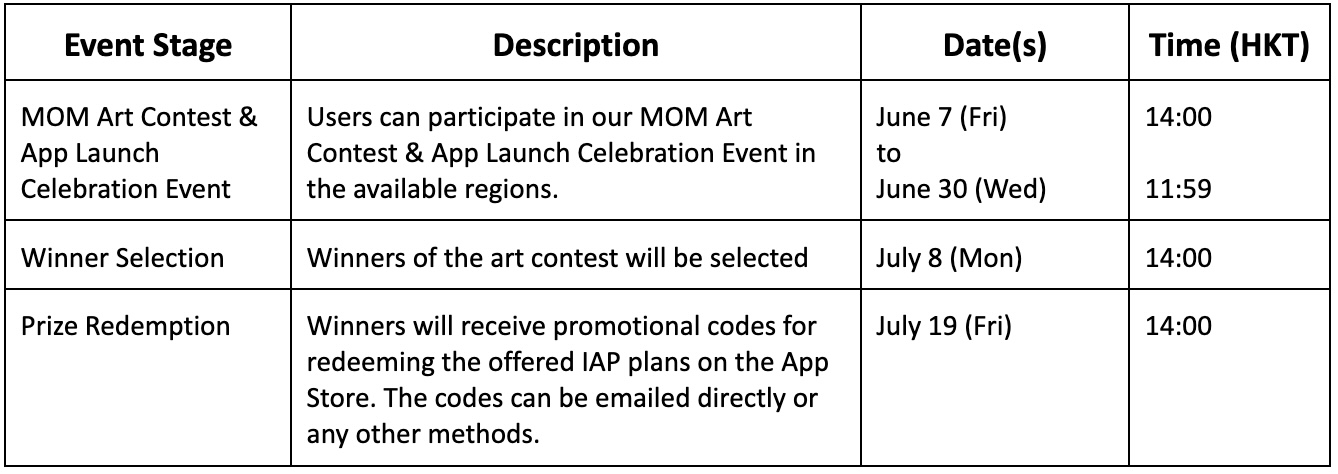 Event Stage
Description
Date(s)
Time (HKT)
MOM Art Contest &
App Launch
Celebration Event
Users can participate in our MOM Art
Contest & App Launch Celebration Event in
the available regions.
June 7 (Fri)
to
June 30 (Wed)
14:00
11:59
Winner Selection
Winners of the art contest will be selected
July 8 (Mon)
14:00
Prize Redemption
Winners will receive promotional codes for
redeeming the offered IAP plans on the App
Store. The codes can be emailed directly or
any other methods.
July 19 (Fri)
14:00